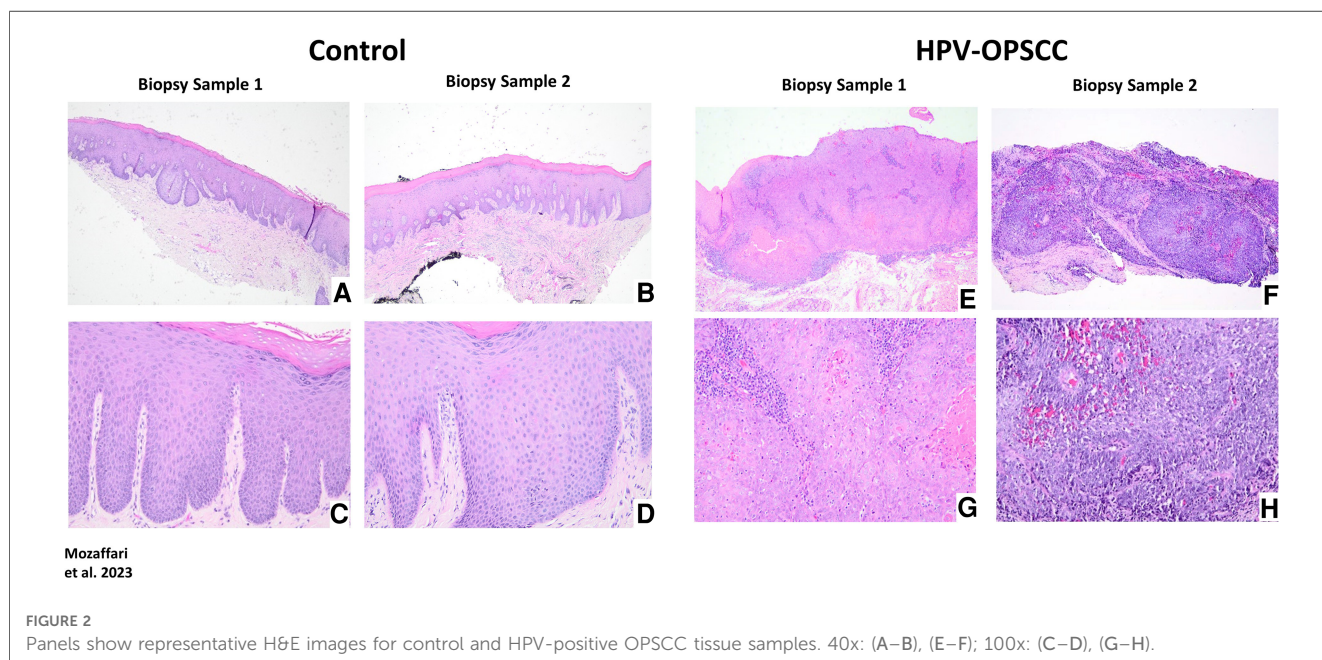 Control
HPV-OPSCC
Biopsy Sample 1
Biopsy Sample 2
Biopsy Sample 1
Biopsy Sample 2
A
B
E
F
C
D
G
H
Mozaffari
et al. 2023
FIGURE 2
Panels show representative H&E images for control and HPV-positive OPSCC tissue samples. 40x: (A–B), (E–F); 100x: (C–D), (G–H).